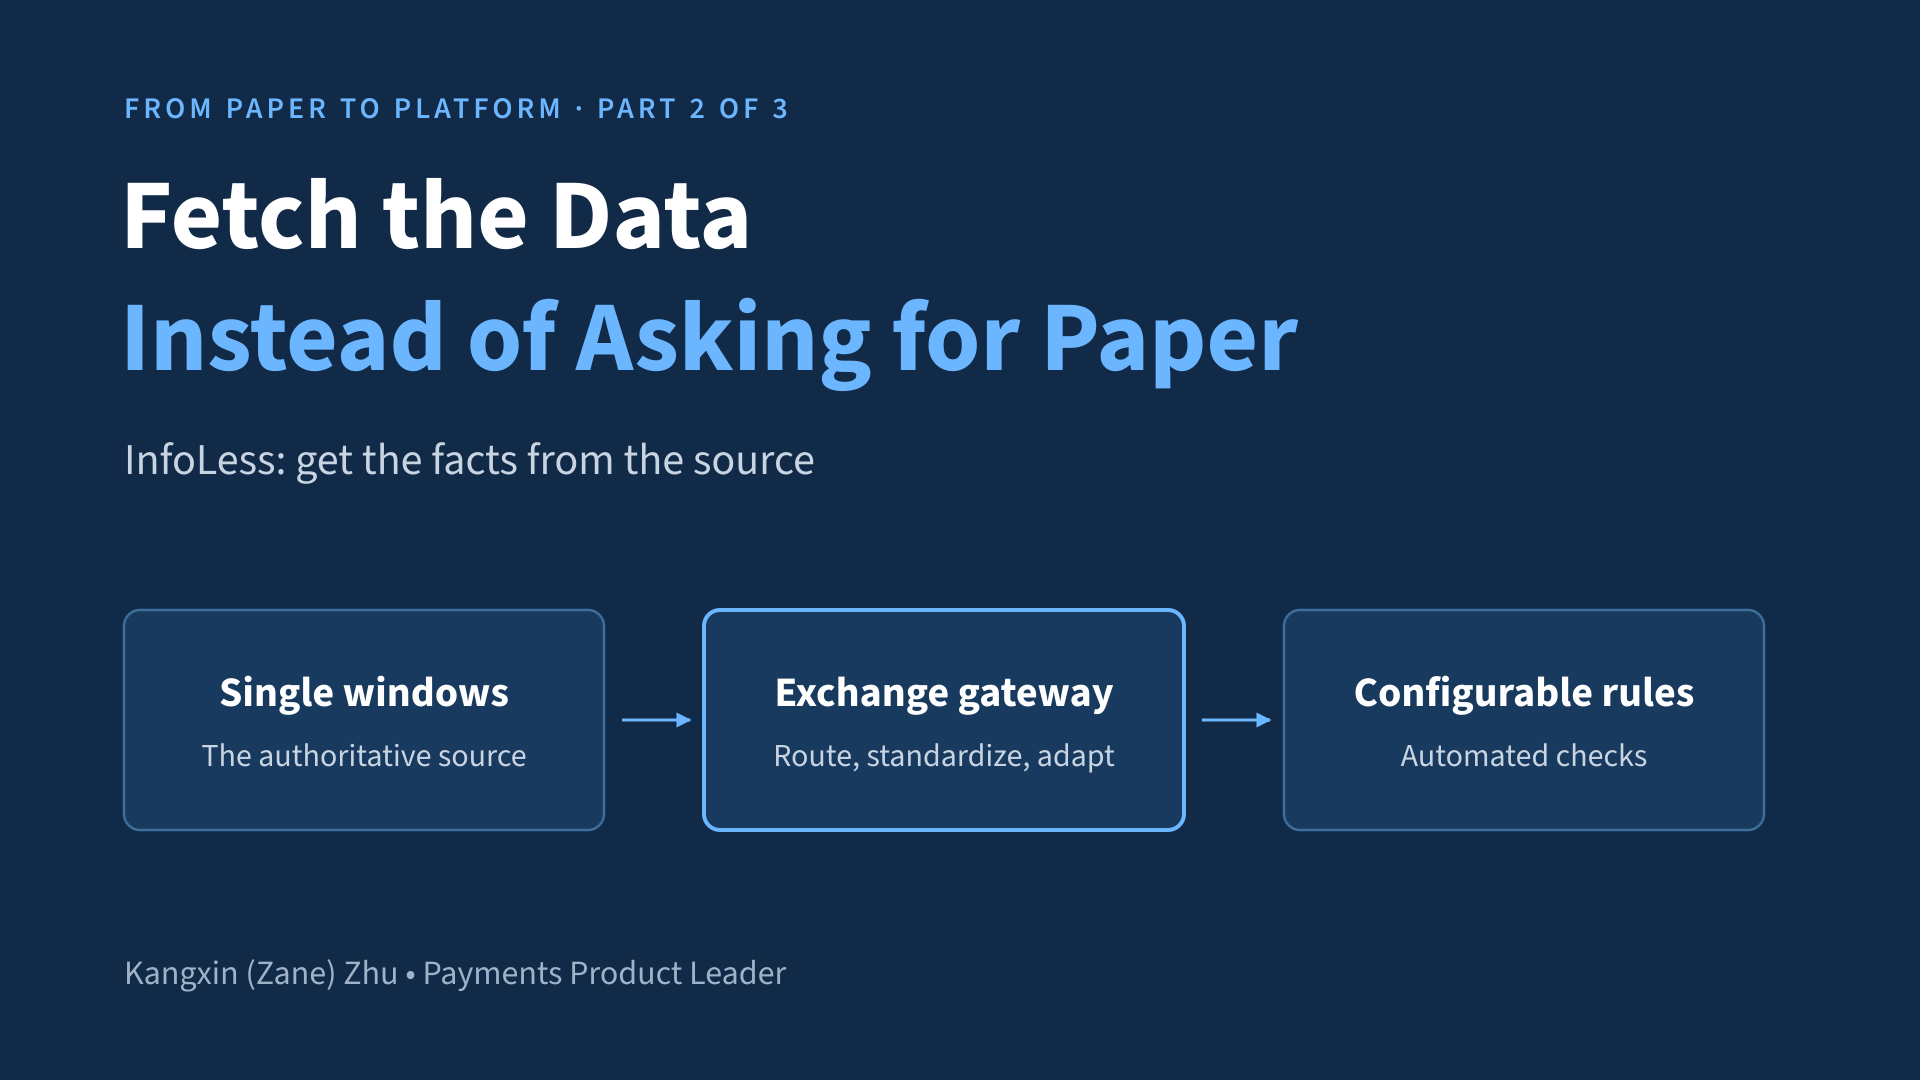 FROM PAPER TO PLATFORM · PART 2 OF 3
Fetch the Data
Instead of Asking for Paper
InfoLess: get the facts from the source
Single windows
The authoritative source
Exchange gateway
Route, standardize, adapt
Configurable rules
Automated checks
Kangxin (Zane) Zhu • Payments Product Leader